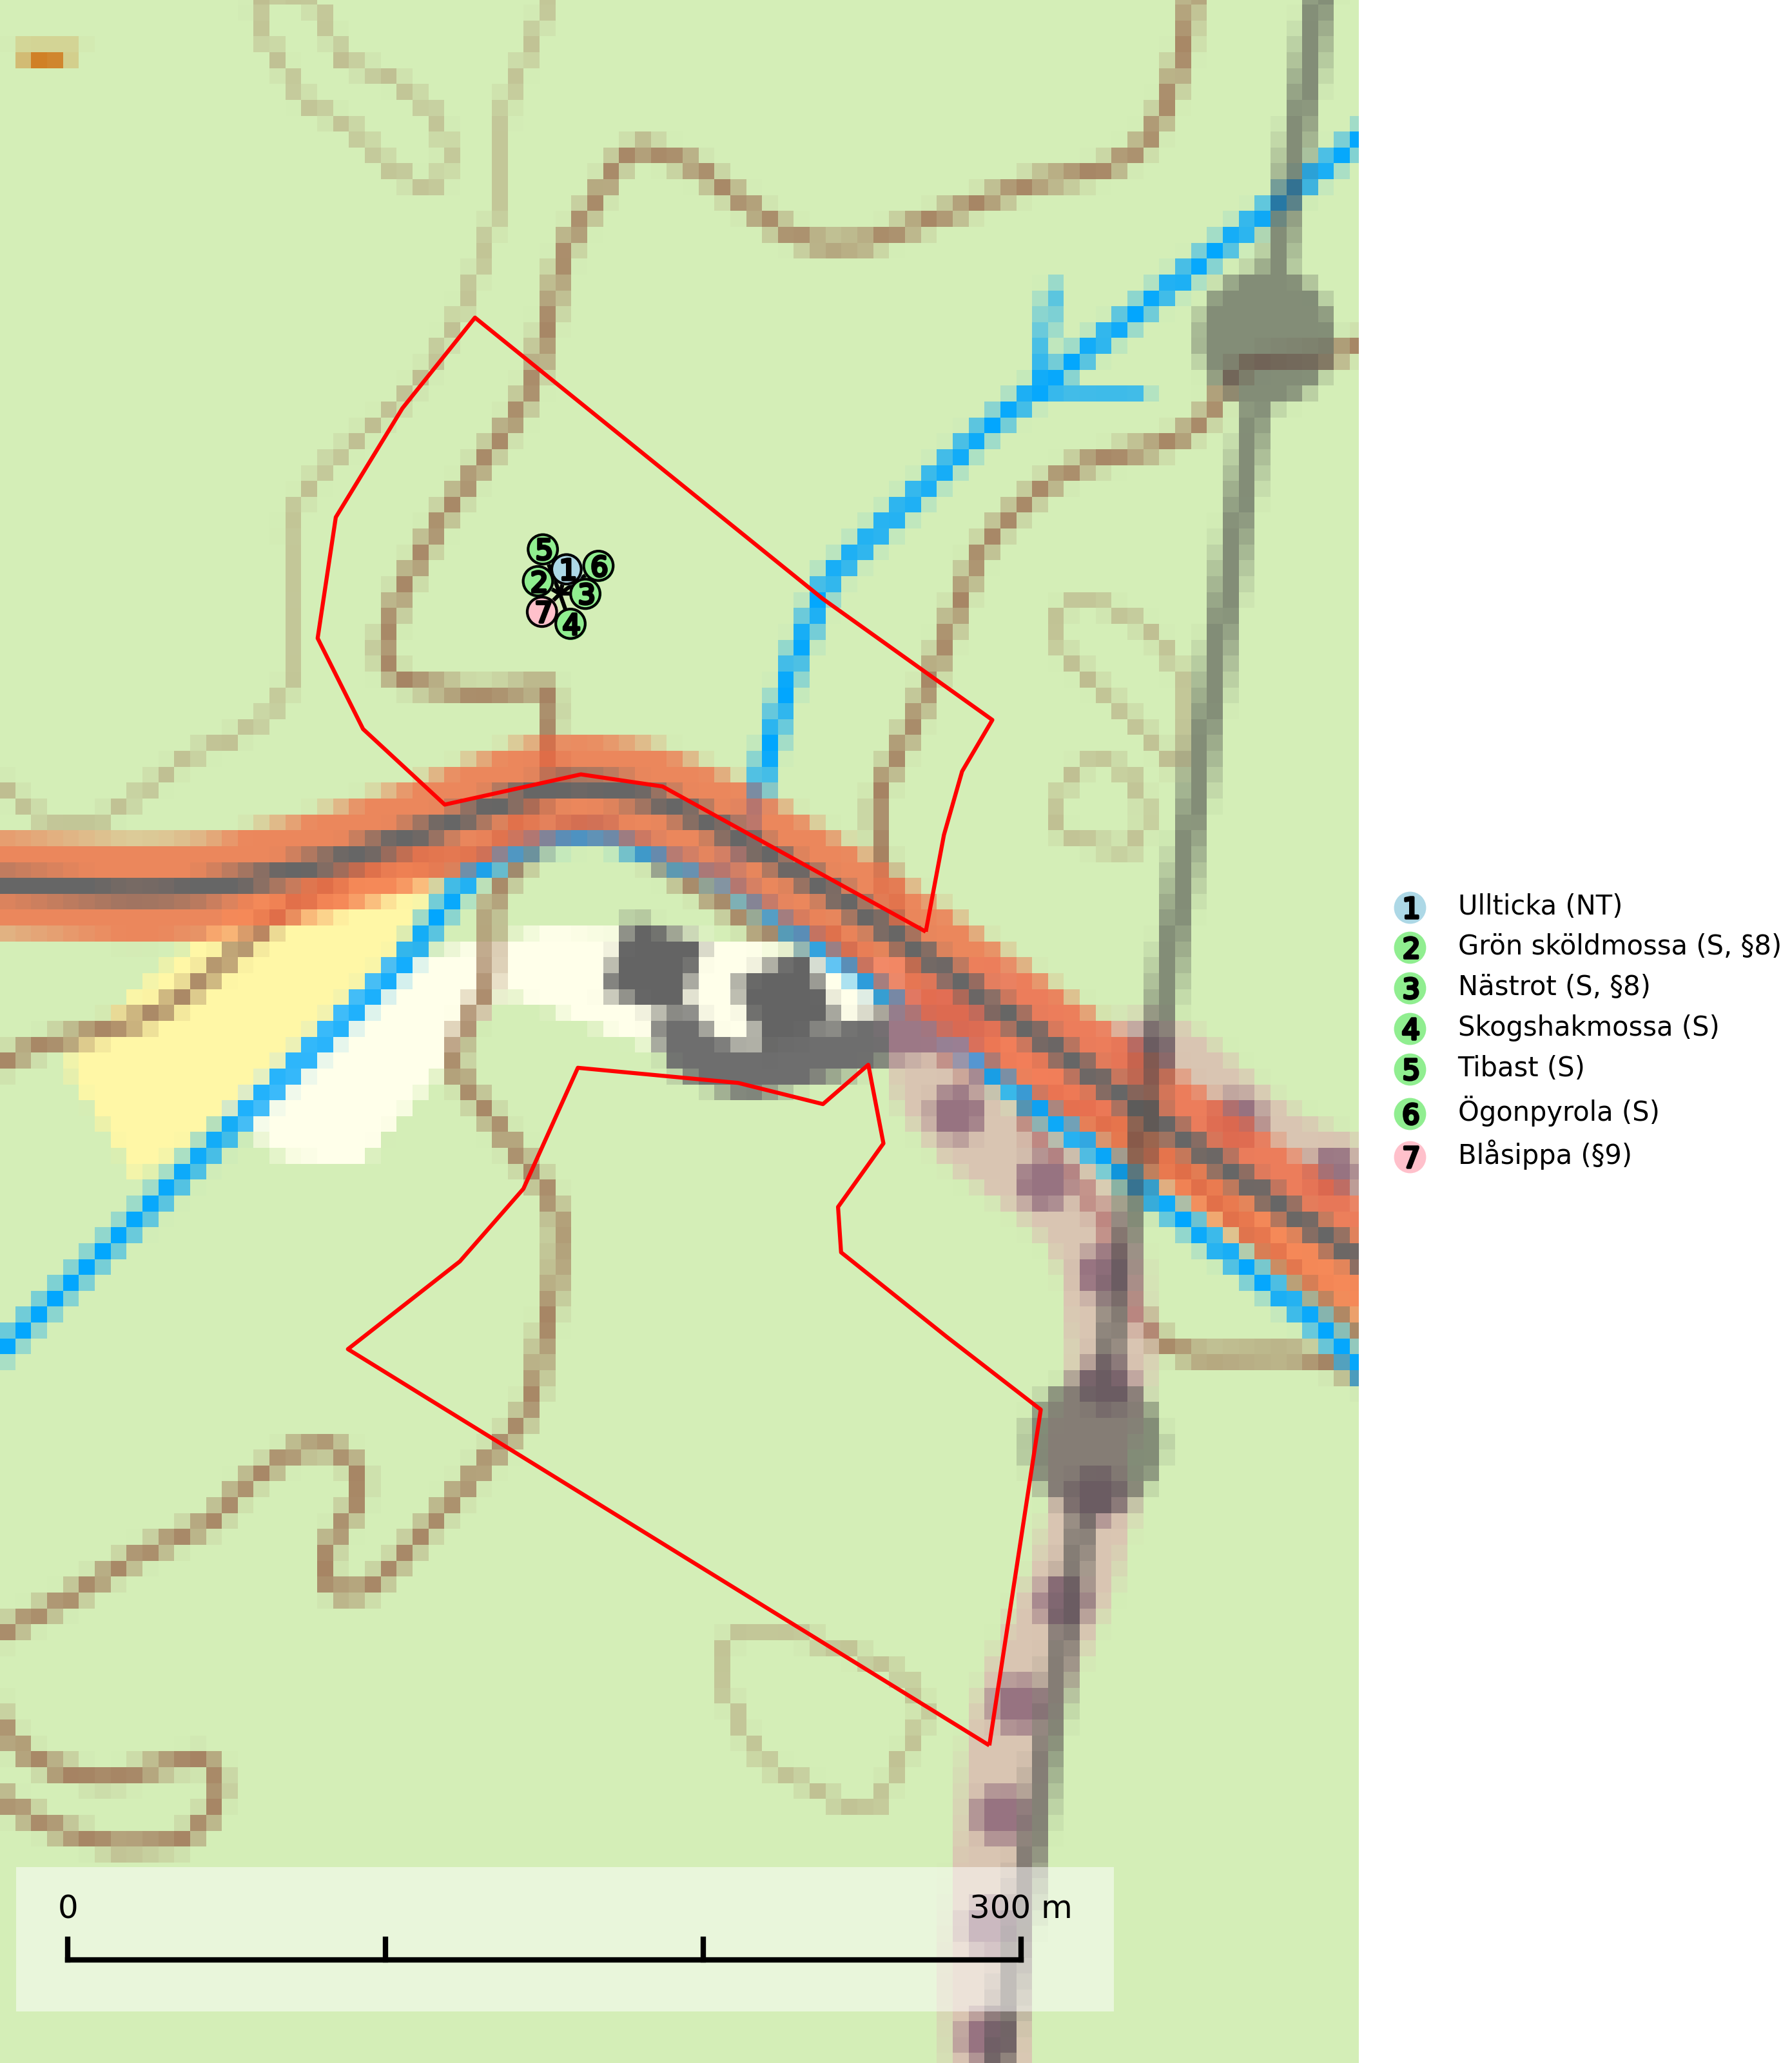 5
1
6
2
3
7
4
1 Ullticka (NT)
2 Grön sköldmossa (S, §8)
3 Nästrot (S, §8)
4 Skogshakmossa (S)
5 Tibast (S)
6 Ögonpyrola (S)
7 Blåsippa (§9)
0 300 m